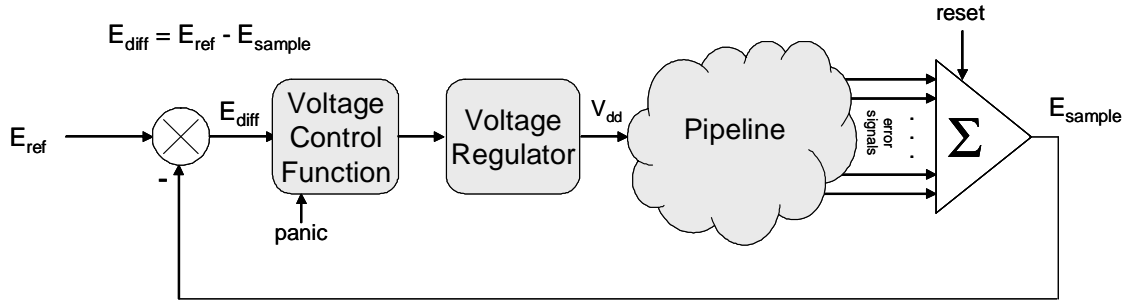 reset
E_diff = E_ref - E_sample
E_ref
-
E_diff
Voltage
Control
Function
panic
Voltage
Regulator
V_dd
Pipeline
error
signals
. . .
Σ
E_sample